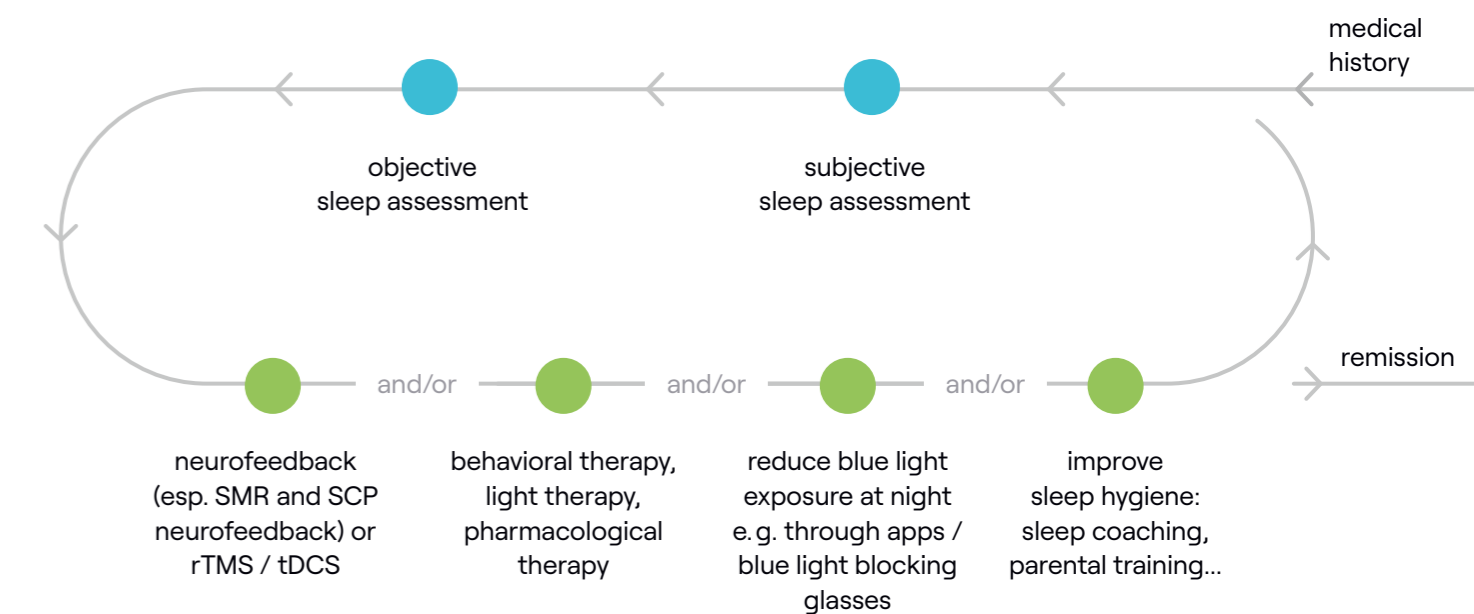 medical
history
objective
sleep assessment
subjective
sleep assessment
remission
and/or
and/or
and/or
neurofeedback
(esp. SMR and SCP
neurofeedback) or
rTMS / tDCS
behavioral therapy,
light therapy,
pharmacological
therapy
reduce blue light
exposure at night
e. g. through apps /
blue light blocking
glasses
improve
sleep hygiene:
sleep coaching,
parental training...